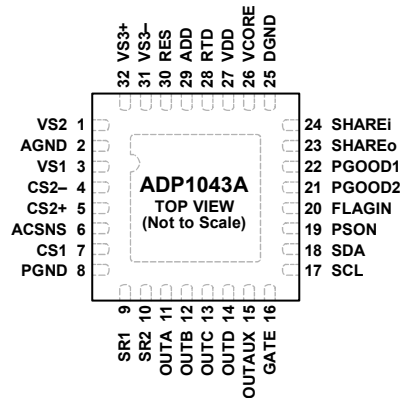 32 VS3+
31 VS3–
30 RES
29 ADD
28 RTD
27 VDD
26 VCORE
25 DGND
VS2 1
AGND 2
VS1 3
CS2– 4
CS2+ 5
ACSNS 6
CS1 7
PGND 8
ADP1043A
TOP VIEW
(Not to Scale)
24 SHAREi
23 SHAREo
22 PGOOD1
21 PGOOD2
20 FLAGIN
19 PSON
18 SDA
17 SCL
SR1 9
SR2 10
OUTA 11
OUTB 12
OUTC 13
OUTD 14
OUTAUX 15
GATE 16